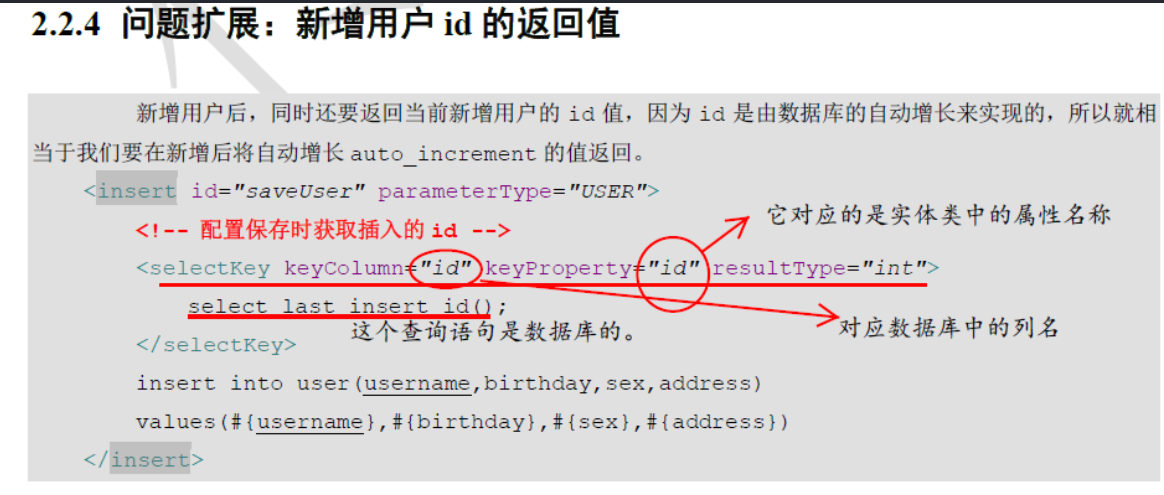 2.2.4 问题扩展：新增用户 id 的返回值
新增用户后，同时还要返回当前新增用户的 id 值，因为 id 是由数据库的自动增长来实现的，所以就相
当于我们要在新增后将自动增长 auto_increment 的值返回。
<insert id="saveUser" parameterType="USER">
<!-- 配置保存时获取插入的 id -->
它对应的是实体类中的属性名称
<selectKey keyColumn="id" keyProperty="id" resultType="int">
select last_insert_id();
这个查询语句是数据库的。
对应数据库中的列名
</selectKey>
insert into user(username,birthday,sex,address)
values(#{username},#{birthday},#{sex},#{address})
</insert>